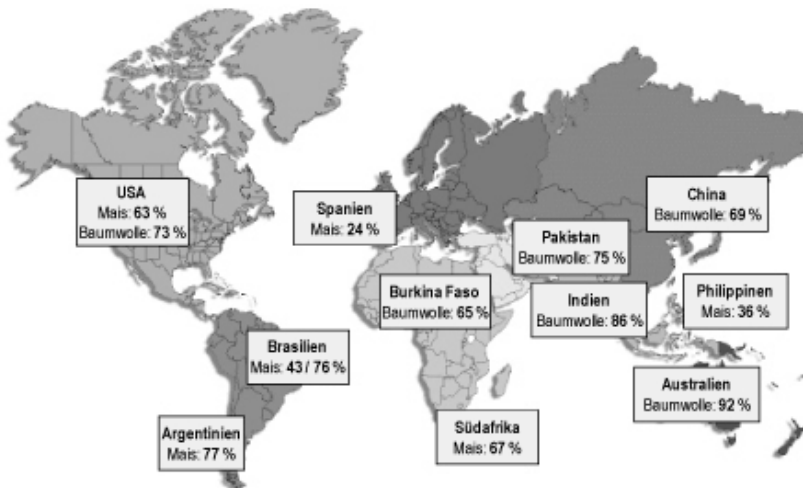 USA
Mais: 63 %
Baumwolle: 73 %
Spanien
Mais: 24 %
China
Baumwolle: 69 %
Pakistan
Baumwolle: 75 %
Burkina Faso
Baumwolle: 65 %
Indien
Baumwolle: 86 %
Philippinen
Mais: 36 %
Brasilien
Mais: 43 / 76 %
Australien
Baumwolle: 92 %
Argentinien
Mais: 77 %
Südafrika
Mais: 67 %